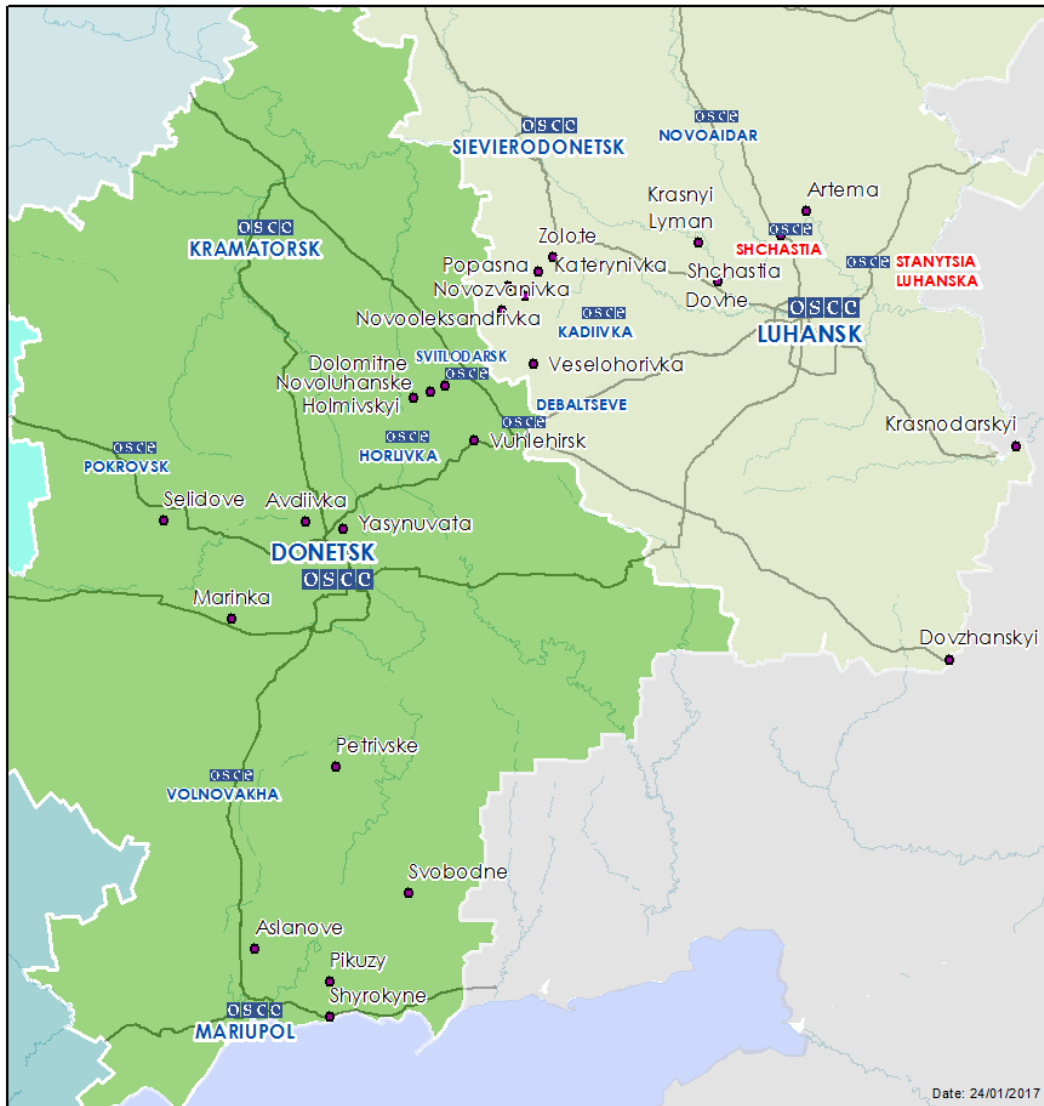 osce
SIEVIERODONETSK
osce
NOVOAIDAR
Krasnyi
Lyman
Artema
osce
SHCHASTIA
osce
KRAMATORSK
Zolote
Popasna
Katerynivka
Shchastia
Dovhe
osce
STANYTSIA
LUHANSKA
Novozvanivka
Novooleksandrivka
osce
KADIIVKA
osce
LUHANSK
Dolomitne
SVITLODARSK
osce
Novoluhanske
Holmivskyi
Veselohorivka
DEBALTSEVE
osce
Krasnodarskyi
osce
POKROVSK
osce
HORLIVKA
Vuhlehirsk
Selidove
Avdiivka
Yasynuvata
DONETSK
osce
Marinka
Dovzhanskyi
Petrivske
osce
VOLNOVAKHA
Svobodne
Aslanove
Pikuzy
Shyrokyne
osce
MARIUPOL
Date: 24/01/2017